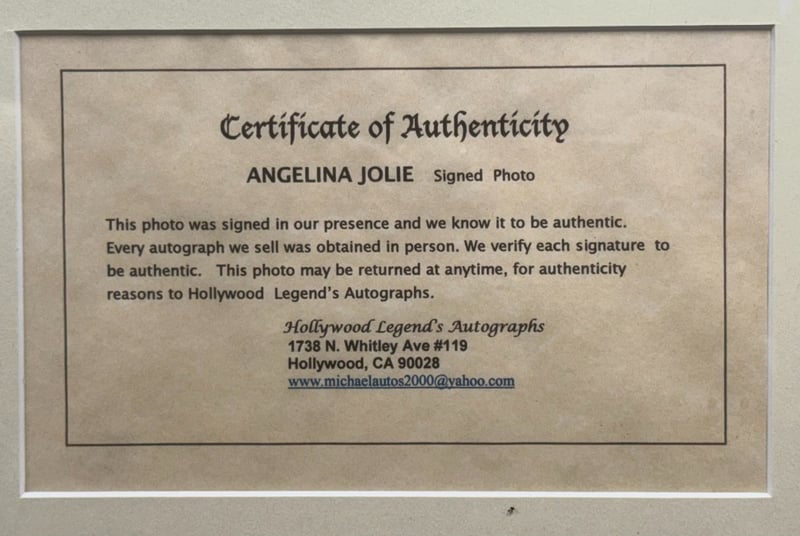 Certificate of Authenticity
ANGELINA JOLIE Signed Photo
This photo was signed in our presence and we know it to be authentic.
Every autograph we sell was obtained in person. We verify each signature to
be authentic. This photo may be returned at anytime, for authenticity
reasons to Hollywood Legend's Autographs.
Hollywood Legend's Autographs
1738 N. Whitley Ave #119
Hollywood, CA 90028
www.michaelautos2000@yahoo.com